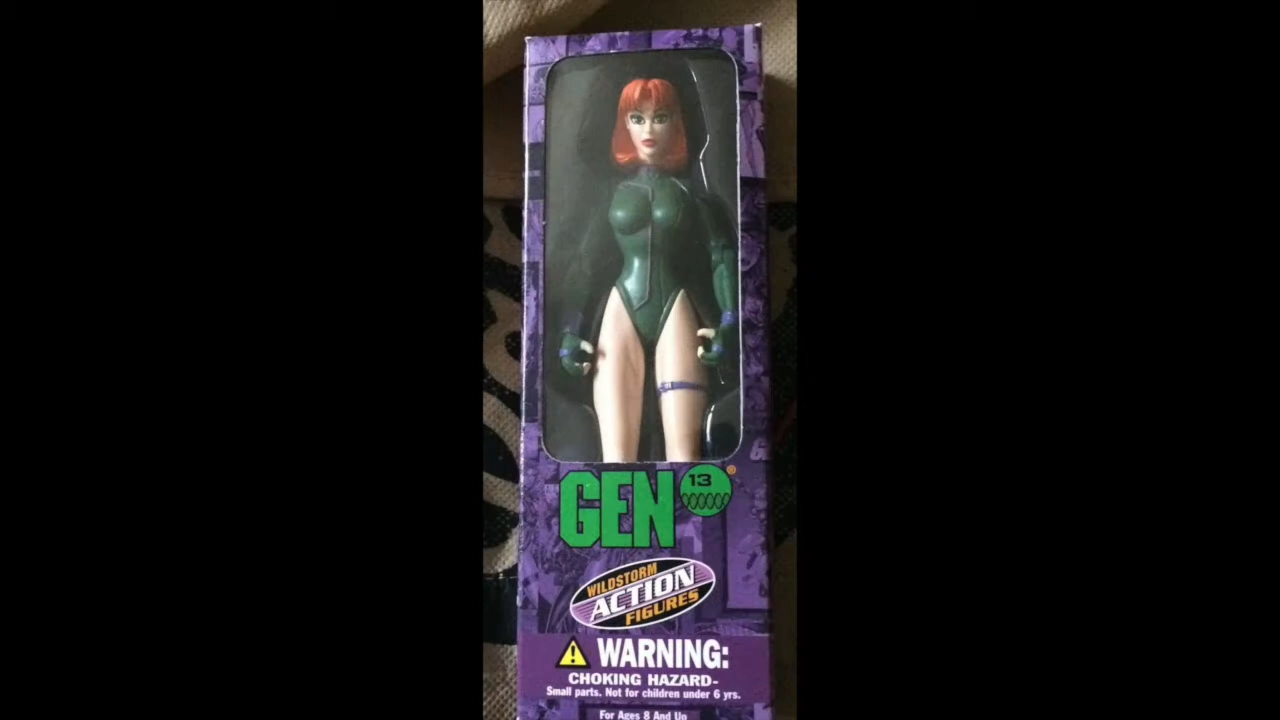 GEN
13
®
WILDSTORM
ACTION
FIGURES
WARNING:
CHOKING HAZARD-
Small parts. Not for children under 6 yrs.
For Ages 8 And Up